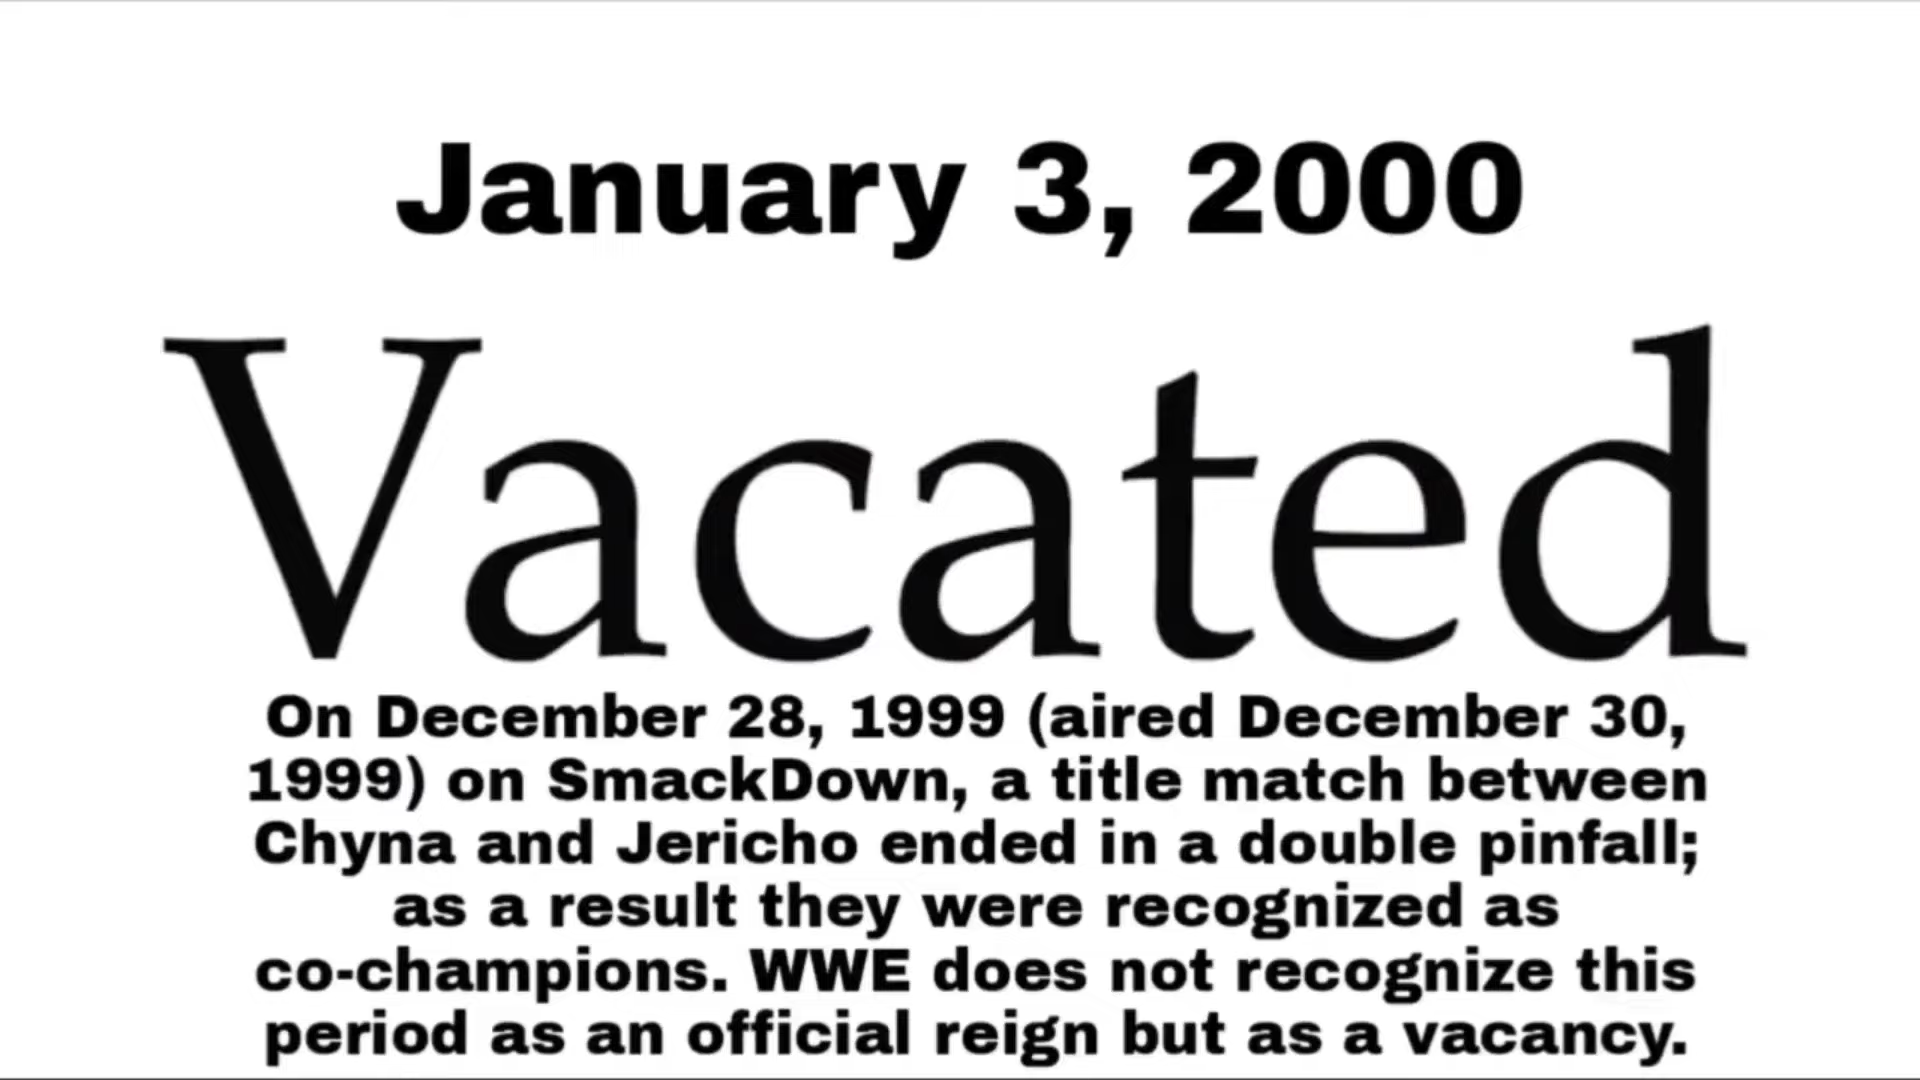 January 3, 2000
Vacated
On December 28, 1999 (aired December 30,
1999) on SmackDown, a title match between
Chyna and Jericho ended in a double pinfall;
as a result they were recognized as
co-champions. WWE does not recognize this
period as an official reign but as a vacancy.